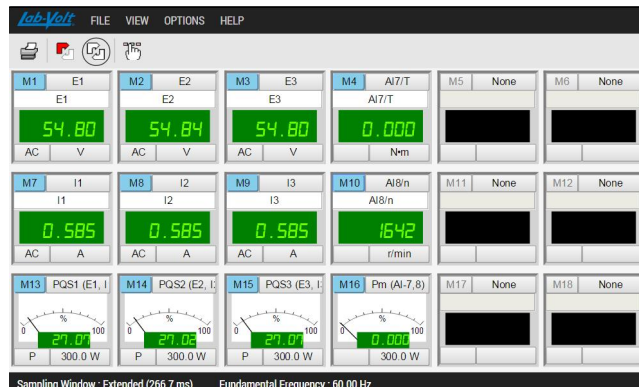 Lab-Volt FILE VIEW OPTIONS HELP
M1 E1 M2 E2 M3 E3 M4 AI7/T M5 None M6 None
E1 E2 E3 AI7/T
54.80 54.84 54.80 0.000
AC V AC V AC V N•m
M7 I1 M8 I2 M9 I3 M10 AI8/n M11 None M12 None
I1 I2 I3 AI8/n
0.585 0.585 0.585 1642
AC A AC A AC A r/min
M13 PQS1 (E1, I M14 PQS2 (E2, I: M15 PQS3 (E3, I: M16 Pm (AI-7,8) M17 None M18 None
% % % %
0 100 0 100 0 100 0 100
27.07 27.02 27.07 0.000
P 300.0 W P 300.0 W P 300.0 W 300.0 W
Sampling Window : Extended (266.7 ms) Fundamental Frequency : 60.00 Hz